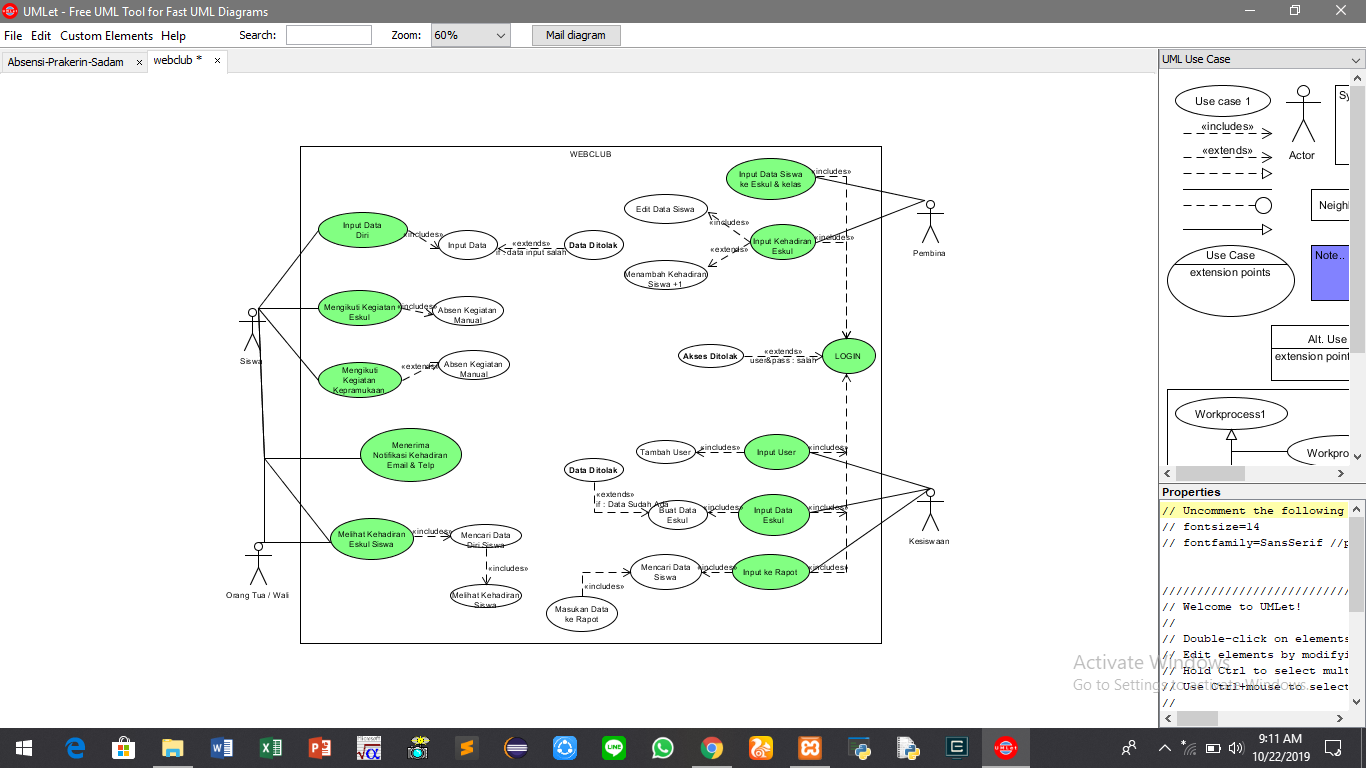 UMLet - Free UML Tool for Fast UML Diagrams
File Edit Custom Elements Help Search: Zoom: 60% Mail diagram
Absensi-Prakerin-Sadam × webclub * ×
UML Use Case
WEBCLUB
Input Data Siswa
ke Eskul & kelas
«includes»
Edit Data Siswa
«includes»
Input Kehadiran
Eskul
«includes»
«extends»
Menambah Kehadiran
Siswa +1
Pembina
Input Data
Diri
«includes»
Input Data
«extends»
if : data input salah
Data Ditolak
Mengikuti Kegiatan
Eskul
«includes»
Absen Kegiatan
Manual
Siswa
Mengikuti
Kegiatan
Kepramukaan
«extends»
Absen Kegiatan
Manual
Akses Ditolak
«extends»
user&pass : salah
LOGIN
Menerima
Notifikasi Kehadiran
Email & Telp
Tambah User
«includes»
Input User
«includes»
Data Ditolak
«extends»
if : Data Sudah Ada
Buat Data
Eskul
«includes»
Input Data
Eskul
«includes»
Kesiswaan
Melihat Kehadiran
Eskul Siswa
«includes»
Mencari Data
Diri Siswa
«includes»
Melihat Kehadiran
Siswa
Orang Tua / Wali
Mencari Data
Siswa
«includes»
Input ke Rapot
«includes»
«includes»
Masukan Data
ke Rapot
Use case 1
«includes»
«extends»
Actor
Sy
Neigh
Use Case
extension points
Note..
Alt. Use
extension point
Workprocess1
Workpro
Properties
// Uncomment the following
// fontsize=14
// fontfamily=SansSerif //p
////////////////////////////
// Welcome to UMLet!
//
// Double-click on elements
// Edit elements by modifyi
// Hold Ctrl to select mult
// Use Ctrl+mouse to select
//
Activate Windows
Go to Settings to activate Windows.
9:11 AM
10/22/2019